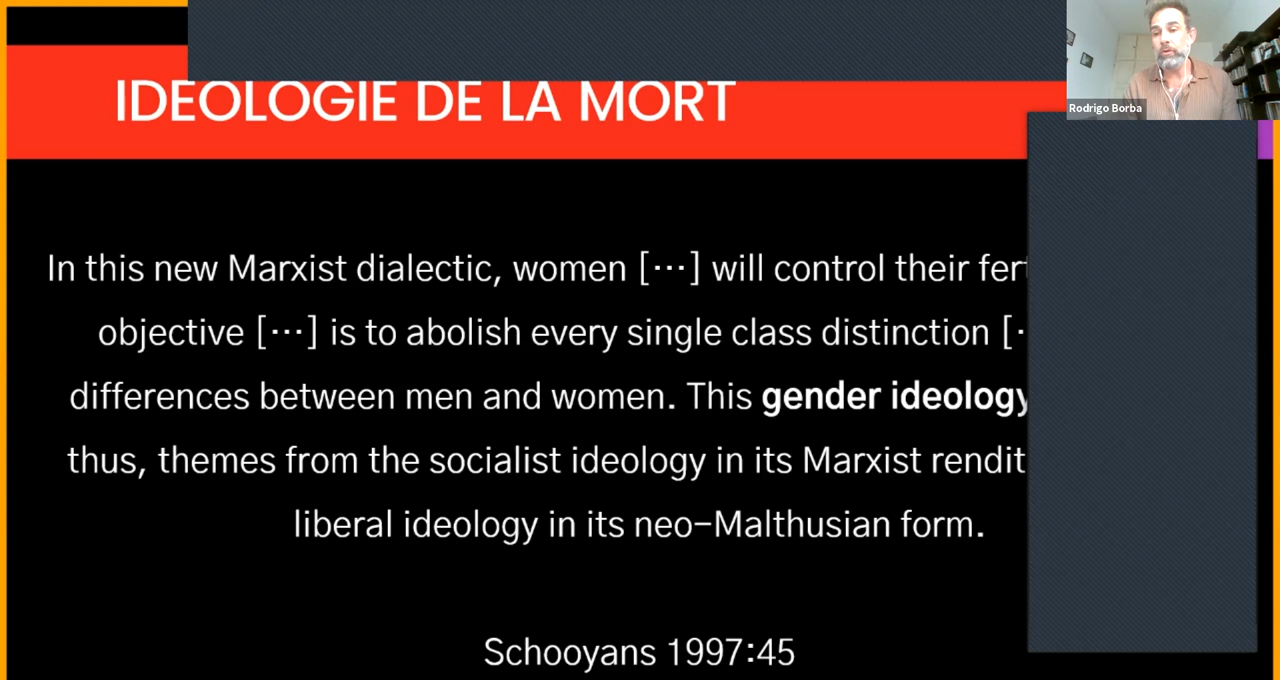 IDEOLOGIE DE LA MORT
Rodrigo Borba
In this new Marxist dialectic, women [⋯] will control their
objective [⋯] is to abolish every single class distinction
differences between men and women. This gender ideology
thus, themes from the socialist ideology in its Marxist
liberal ideology in its neo-Malthusian form.
Schooyans 1997:45